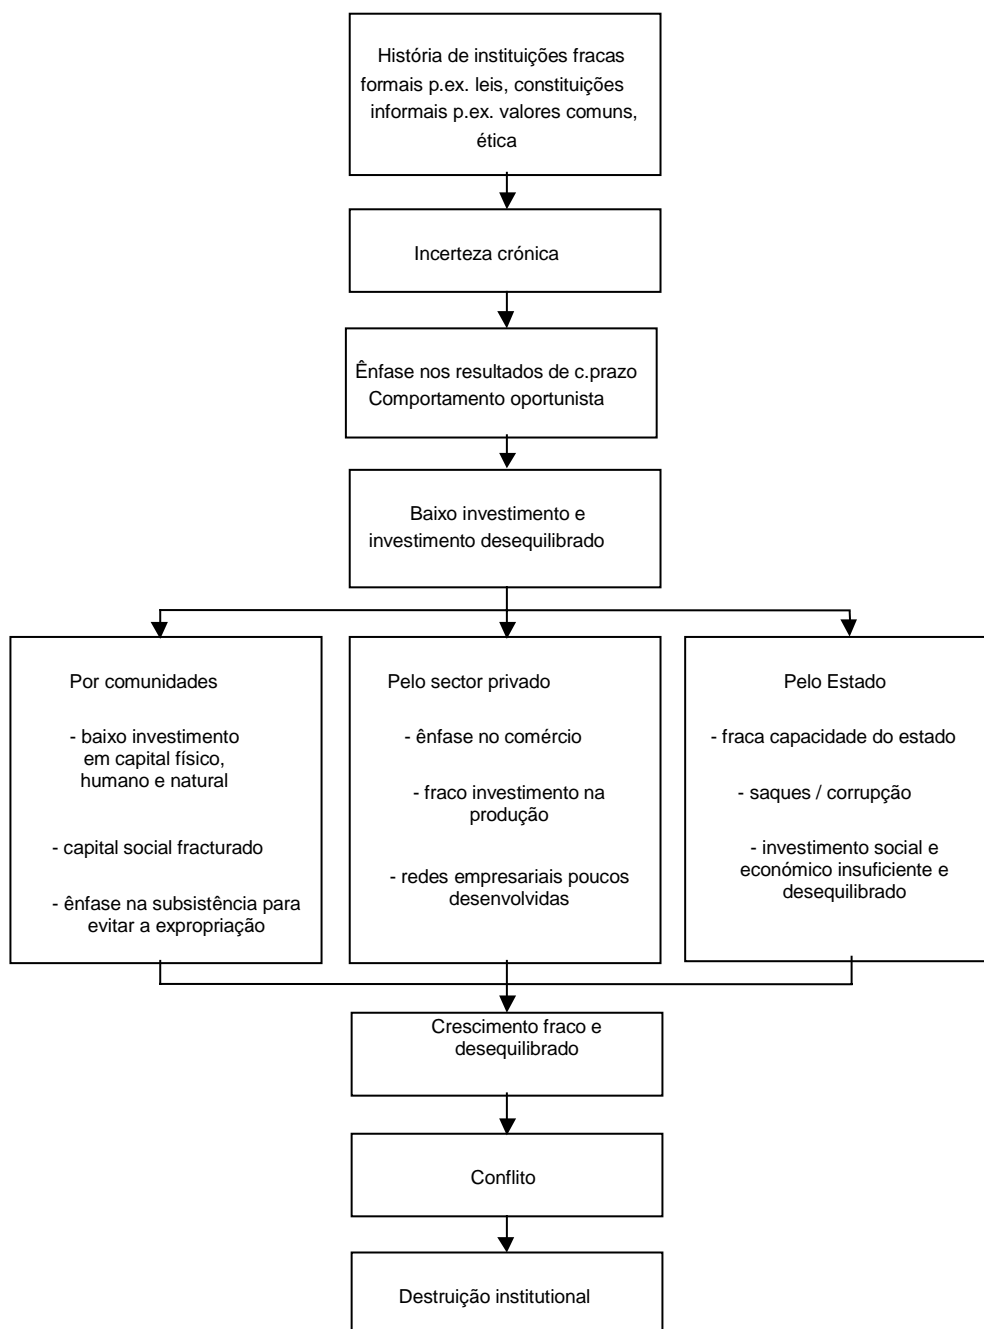 História de instituições fracas
formais p.ex. leis, constituições
informais p.ex. valores comuns,
ética
Incerteza crónica
Ênfase nos resultados de c.prazo
Comportamento oportunista
Baixo investimento e
investimento desequilibrado
Por comunidades
- baixo investimento
em capital físico,
humano e natural
- capital social fracturado
- ênfase na subsistência para
evitar a expropriação
Pelo sector privado
- ênfase no comércio
- fraco investimento na
produção
- redes empresariais poucos
desenvolvidas
Pelo Estado
- fraca capacidade do estado
- saques / corrupção
- investimento social e
económico insuficiente e
desequilibrado
Crescimento fraco e
desequilibrado
Conflito
Destruição institutional